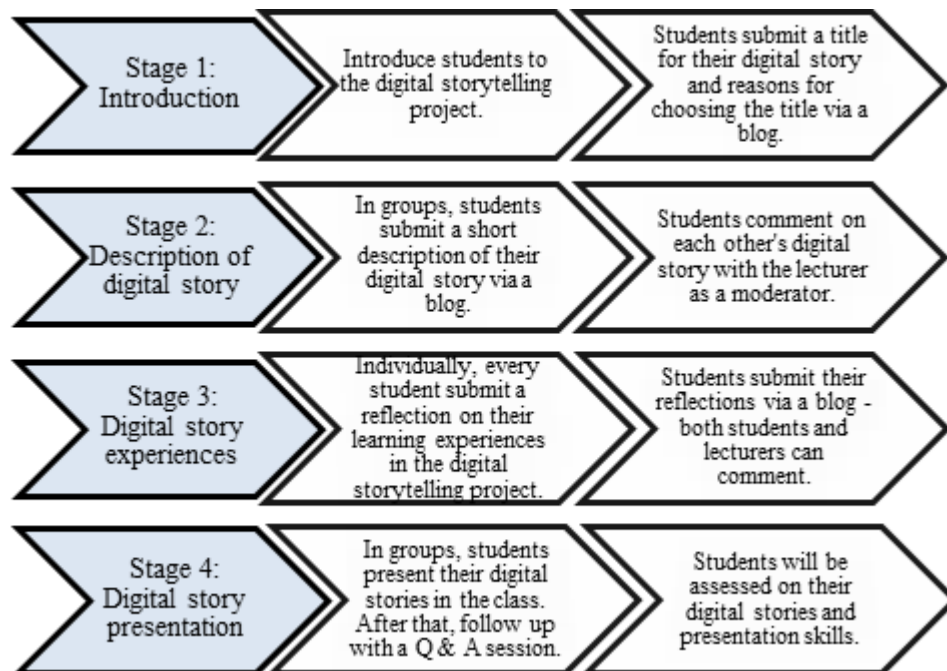 Stage 1:
Introduction
Introduce students to
the digital storytelling
project.
Students submit a title
for their digital story
and reasons for
choosing the title via a
blog.
Stage 2:
Description of
digital story
In groups, students
submit a short
description of their
digital story via a
blog.
Students comment on
each other's digital
story with the lecturer
as a moderator.
Stage 3:
Digital story
experiences
Individually, every
student submit a
reflection on their
learning experiences
in the digital
storytelling project.
Students submit their
reflections via a blog -
both students and
lecturers can
comment.
Stage 4:
Digital story
presentation
In groups, students
present their digital
stories in the class.
After that, follow up
with a Q & A session.
Students will be
assessed on their
digital stories and
presentation skills.